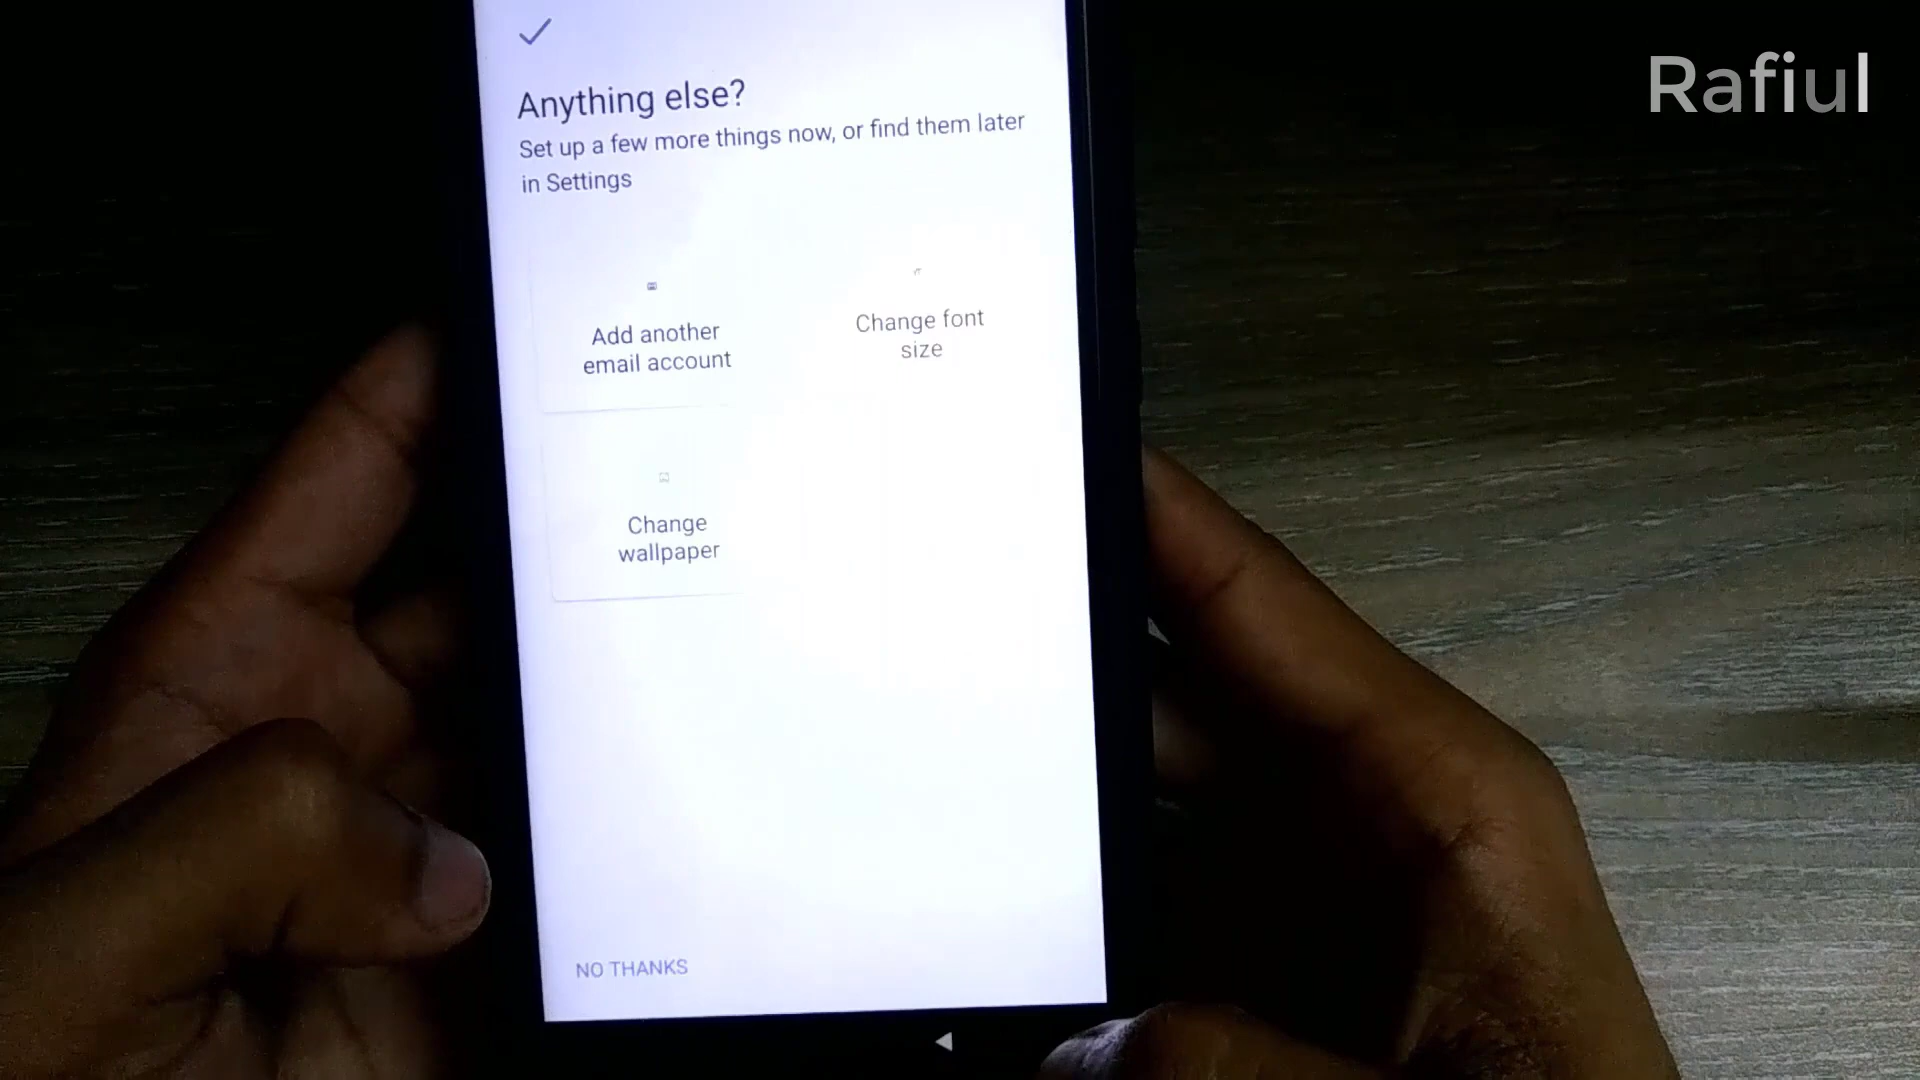 Rafiul
Anything else?
Set up a few more things now, or find them later
in Settings
Add another
email account
Change font
size
Change
wallpaper
NO THANKS